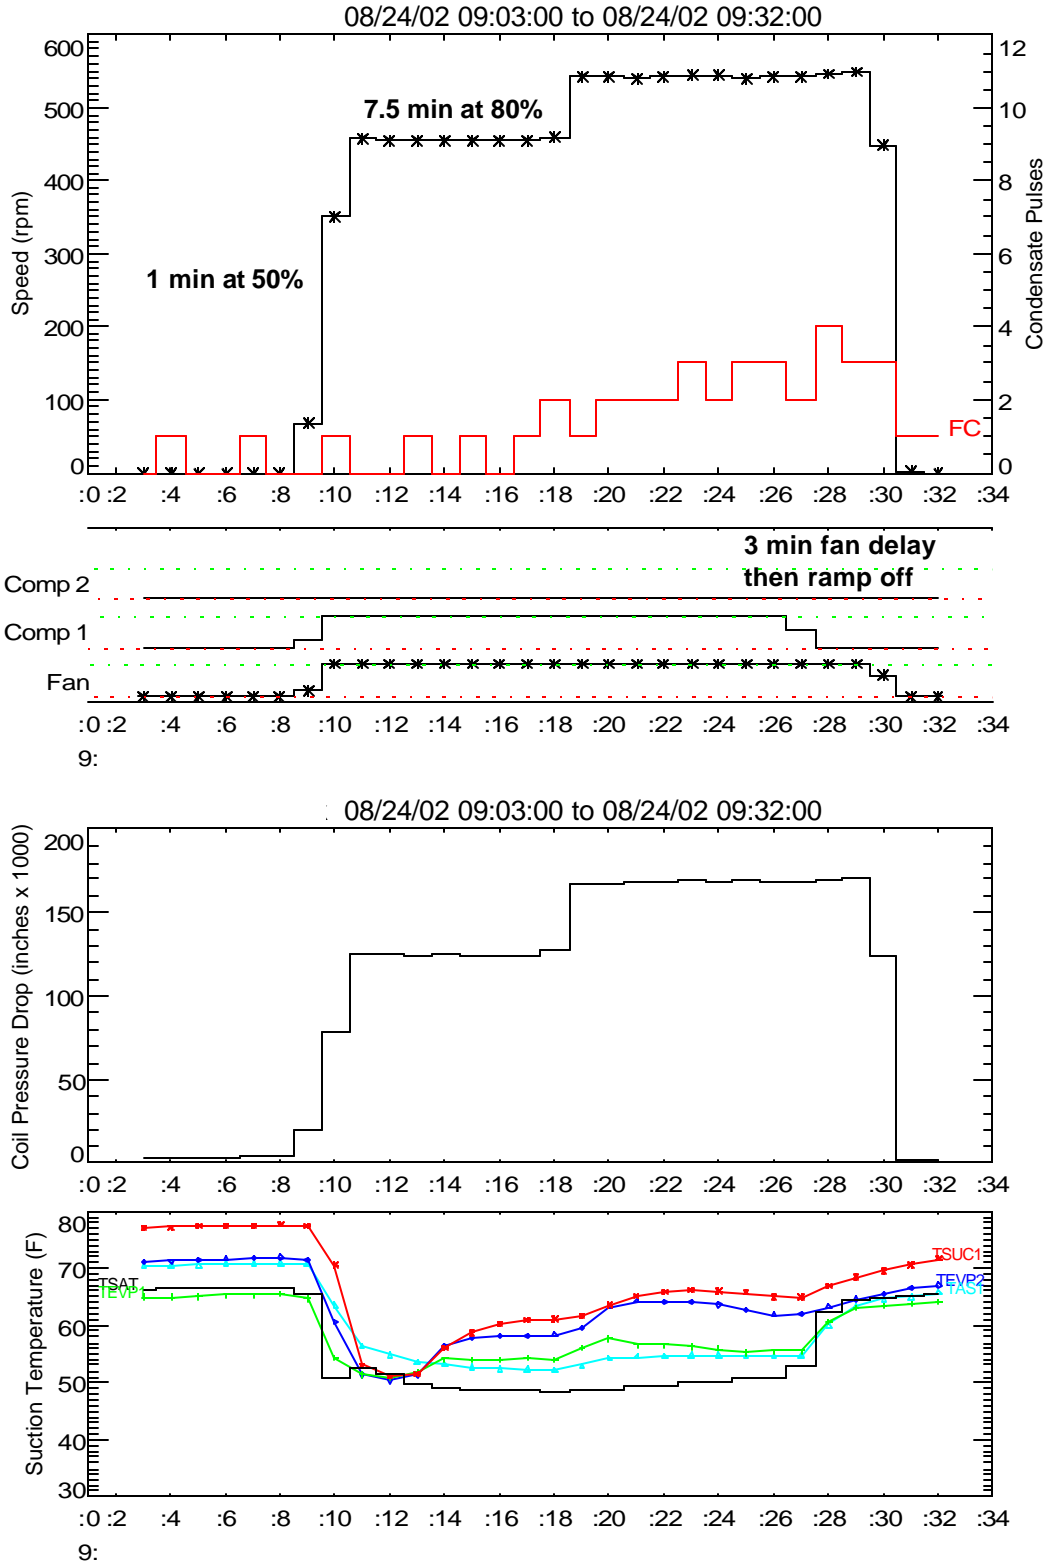 08/24/02 09:03:00 to 08/24/02 09:32:00
600
500
400
300
200
100
0
Speed (rpm)
12
10
8
6
4
2
0
Condensate Pulses
7.5 min at 80%
1 min at 50%
FC
:0 :2 :4 :6 :8 :10 :12 :14 :16 :18 :20 :22 :24 :26 :28 :30 :32 :34
3 min fan delay
then ramp off
Comp 2
Comp 1
Fan
:0 :2 :4 :6 :8 :10 :12 :14 :16 :18 :20 :22 :24 :26 :28 :30 :32 :34
9:
08/24/02 09:03:00 to 08/24/02 09:32:00
200
150
100
50
0
Coil Pressure Drop (inches x 1000)
:0 :2 :4 :6 :8 :10 :12 :14 :16 :18 :20 :22 :24 :26 :28 :30 :32 :34
80
70
60
50
40
30
Suction Temperature (F)
TSAT
TEVP1
TSUC1
TEVP2
TAS1
:0 :2 :4 :6 :8 :10 :12 :14 :16 :18 :20 :22 :24 :26 :28 :30 :32 :34
9: